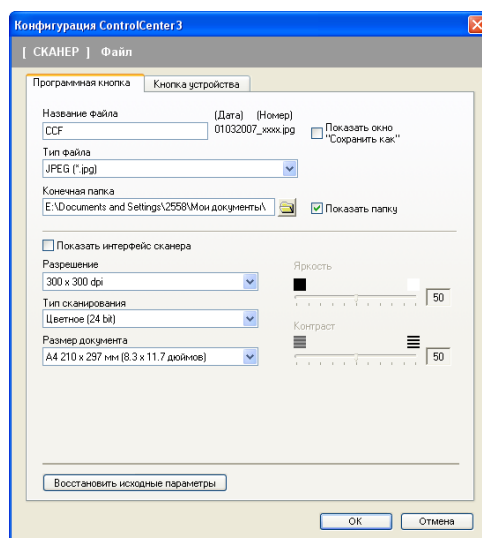 Конфигурация ControlCenter3
[ СКАНЕР ] Файл
Программная кнопка Кнопка устройства
Название файла (Дата) (Номер)
CCF 01032007_xxxx.jpg Показать окно
"Сохранить как"
Тип файла
JPEG (*.jpg)
Конечная папка
E:\Documents and Settings\2558\Мои документы\ Показать папку
Показать интерфейс сканера
Разрешение Яркость
300 x 300 dpi 50
Тип сканирования
Цветное (24 bit) Контраст
Размер документа
A4 210 x 297 мм (8.3 x 11.7 дюймов) 50
Восстановить исходные параметры
OK Отмена